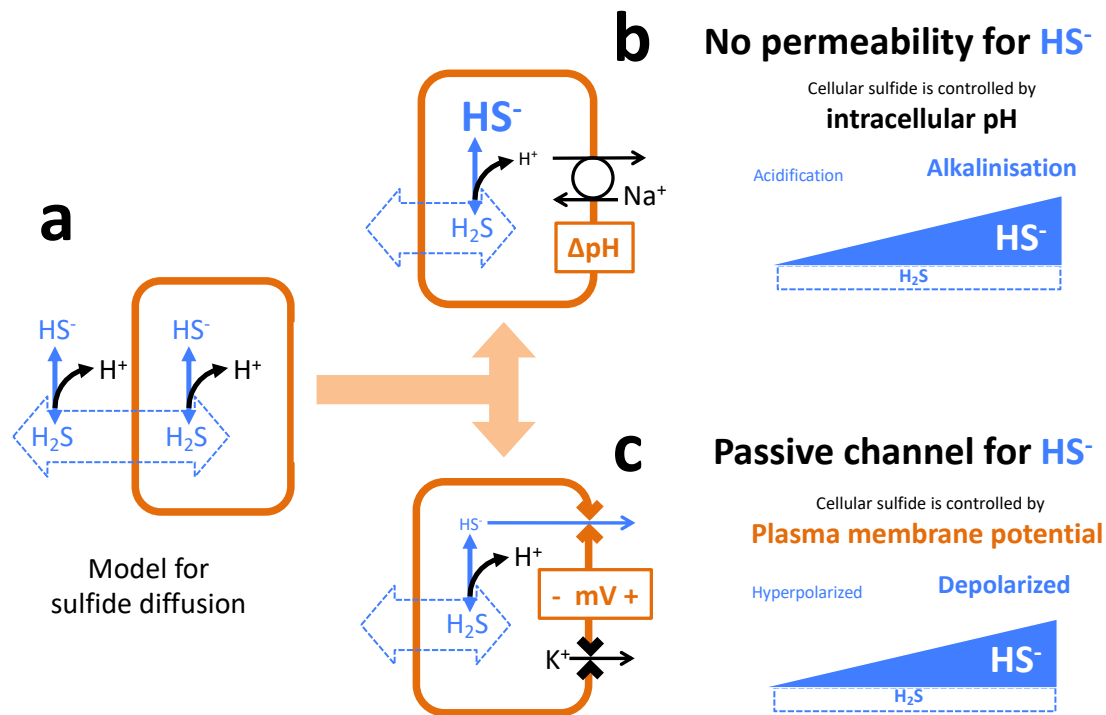 a
HS⁻
H⁺
H₂S
HS⁻
H⁺
H₂S
Model for
sulfide diffusion
b
HS⁻
H⁺
H₂S
Na⁺
ΔpH
No permeability for HS⁻
Cellular sulfide is controlled by
intracellular pH
Acidification
Alkalinisation
HS⁻
H₂S
c
HS⁻
H⁺
H₂S
- mV +
K⁺
Passive channel for HS⁻
Cellular sulfide is controlled by
Plasma membrane potential
Hyperpolarized
Depolarized
HS⁻
H₂S